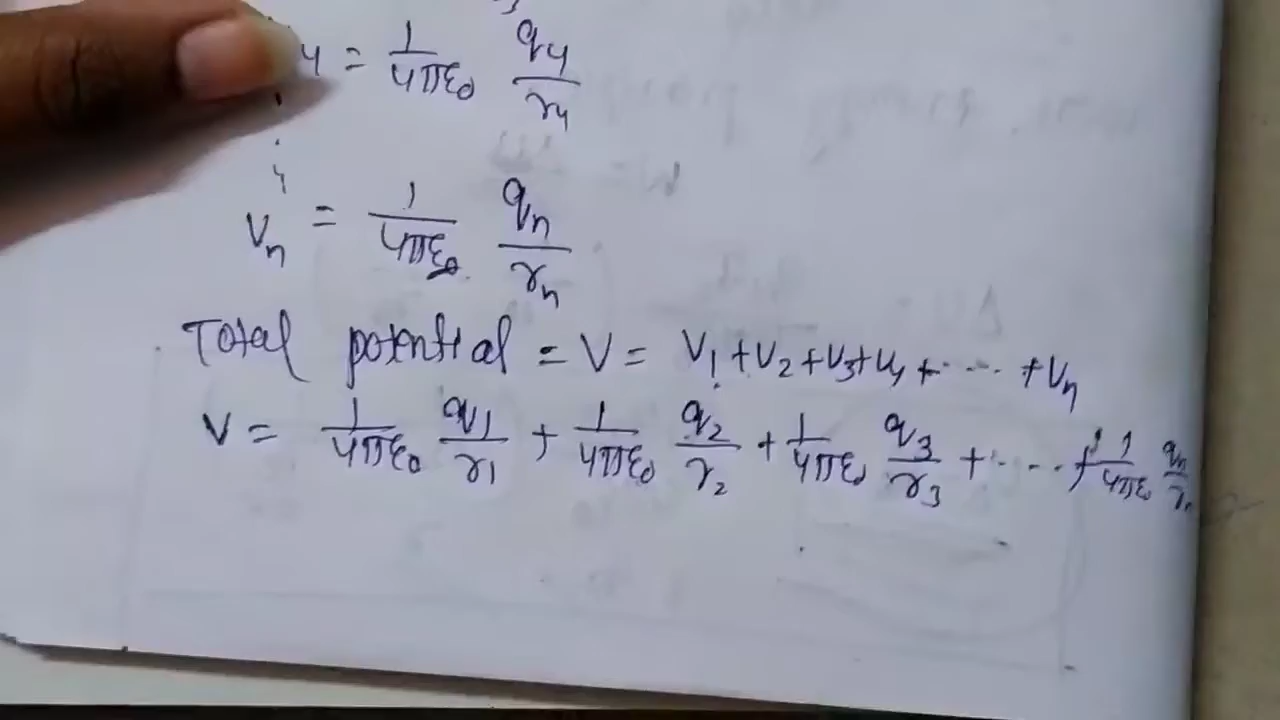 4 = 1/4πε0 q4/r4
Vn = 1/4πε0 qn/rn
Total potential = V = V1 + V2 + V3 + V4 + .... + Vn
V = 1/4πε0 q1/r1 + 1/4πε0 q2/r2 + 1/4πε0 q3/r3 + .... + 1/4πε0 qn/rn